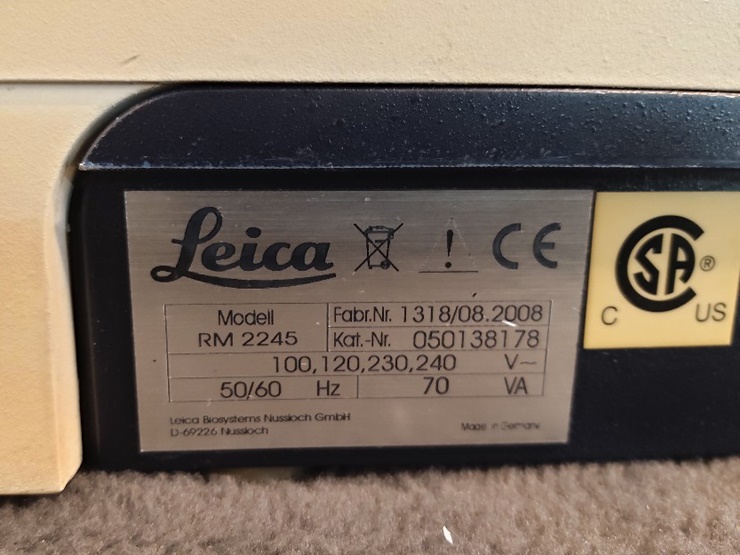 Leica CE
Modell
RM 2245
Fabr.Nr. 1318/08.2008
Kat.-Nr. 050138178
100,120,230,240 V~
50/60 Hz 70 VA
Leica Biosystems Nussloch GmbH
D-69226 Nussloch
Made in Germany
CSA ®
C US